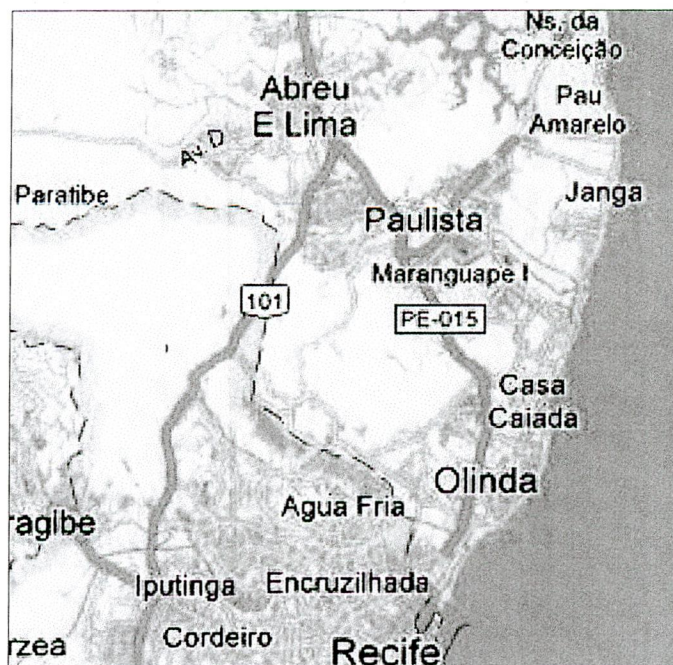 Ns. da
Conceição
Abreu
E Lima
Pau
Amarelo
Av. D
Paratibe
Janga
Paulista
Maranguape I
101
PE-015
Casa
Caiada
Olinda
Agua Fria
ragibe
Iputinga
Encruzilhada
rzea
Cordeiro
Recife